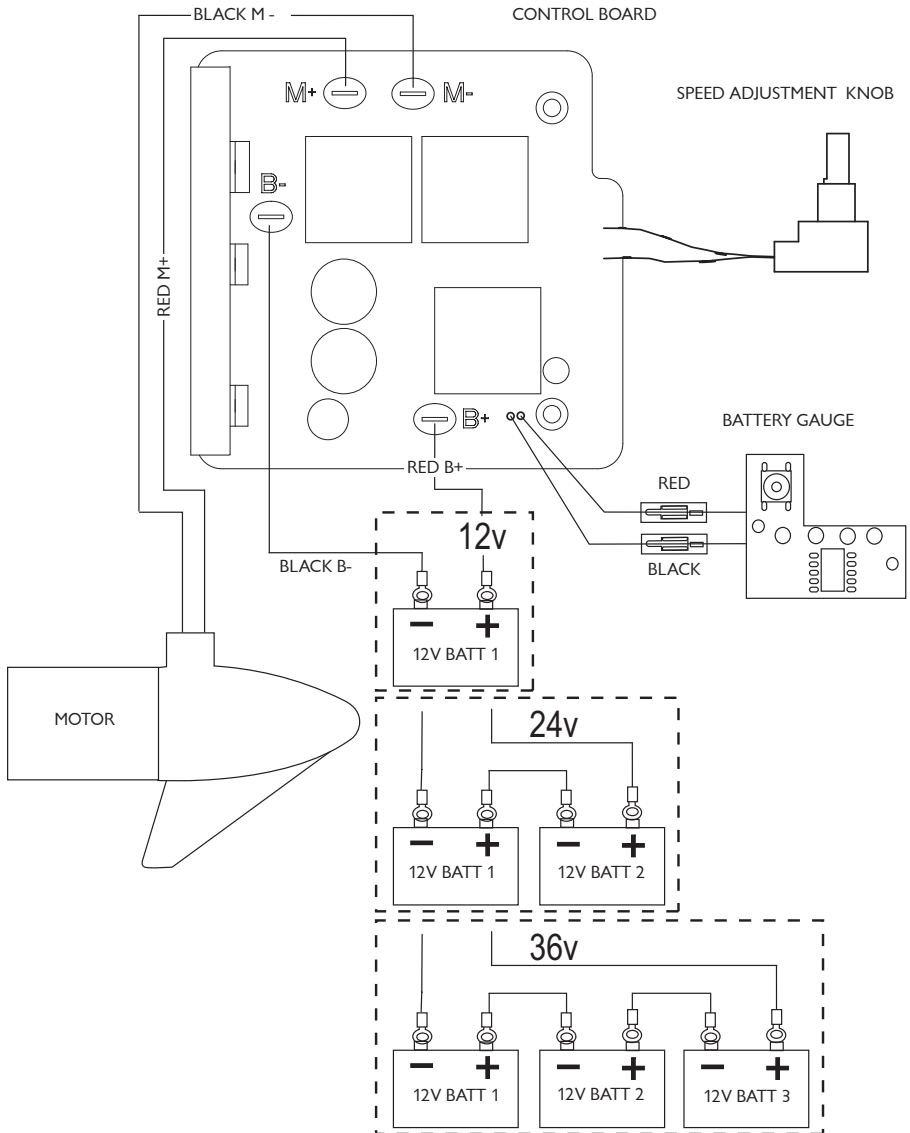 BLACK M -
CONTROL BOARD
M+
M-
SPEED ADJUSTMENT KNOB
B-
RED M+
B+
BATTERY GAUGE
RED B+
RED
12v
BLACK B-
BLACK
- +
12V BATT 1
MOTOR
24v
- + - +
12V BATT 1 12V BATT 2
36v
- + - + - +
12V BATT 1 12V BATT 2 12V BATT 3